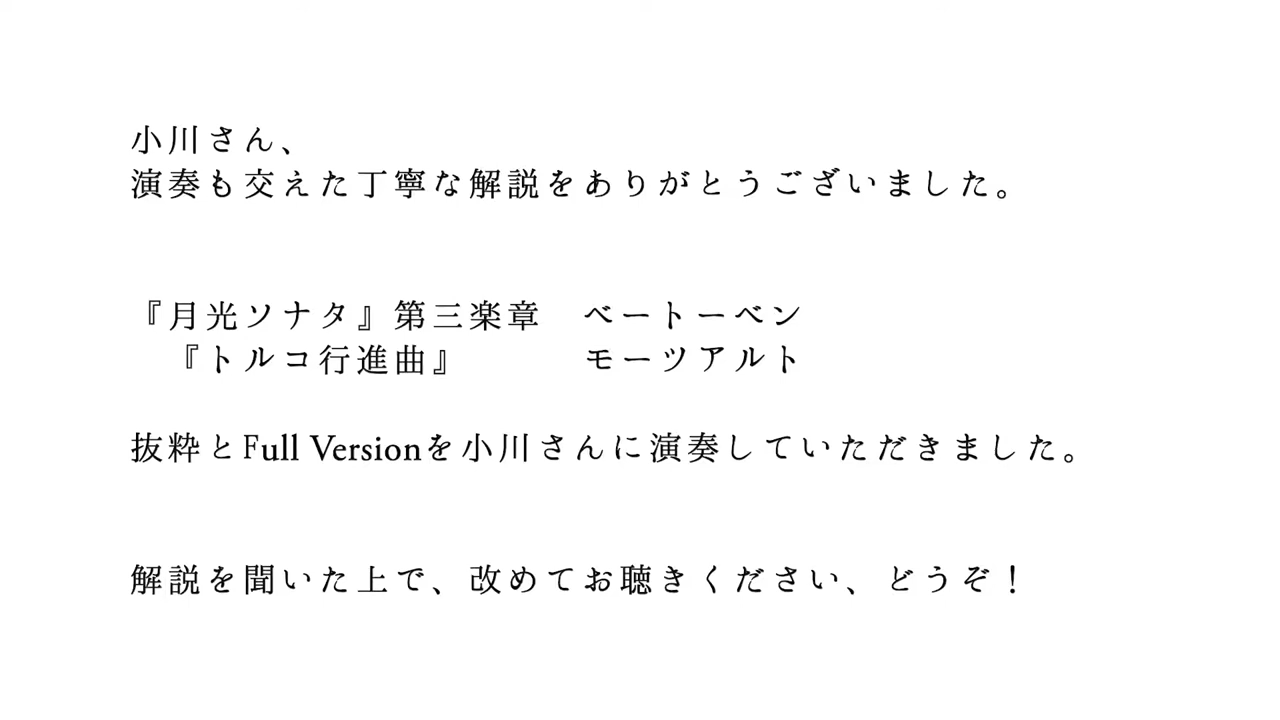 小川さん、
演奏も交えた丁寧な解説をありがとうございました。
『月光ソナタ』第三楽章　ベートーベン
『トルコ行進曲』　　　モーツアルト
抜粋とFull Versionを小川さんに演奏していただきました。
解説を聞いた上で、改めてお聴きください、どうぞ！